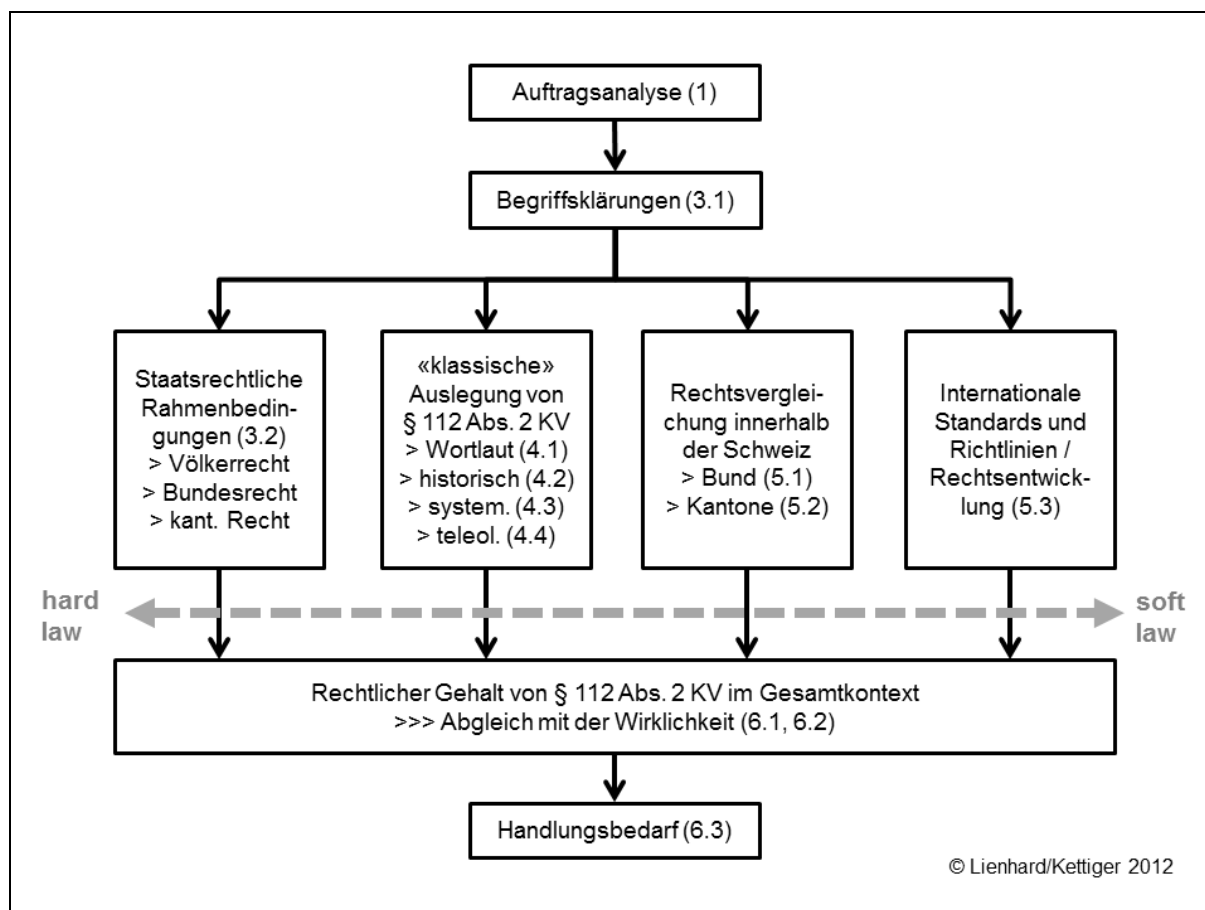 Auftragsanalyse (1)
Begriffsklärungen (3.1)
Staatsrechtliche
Rahmenbedin-
gungen (3.2)
> Völkerrecht
> Bundesrecht
> kant. Recht
«klassische»
Auslegung von
§ 112 Abs. 2 KV
> Wortlaut (4.1)
> historisch (4.2)
> system. (4.3)
> teleol. (4.4)
Rechtsverglei-
chung innerhalb
der Schweiz
> Bund (5.1)
> Kantone (5.2)
Internationale
Standards und
Richtlinien /
Rechtsentwick-
lung (5.3)
hard
law
soft
law
Rechtlicher Gehalt von § 112 Abs. 2 KV im Gesamtkontext
>>> Abgleich mit der Wirklichkeit (6.1, 6.2)
Handlungsbedarf (6.3)
© Lienhard/Kettiger 2012